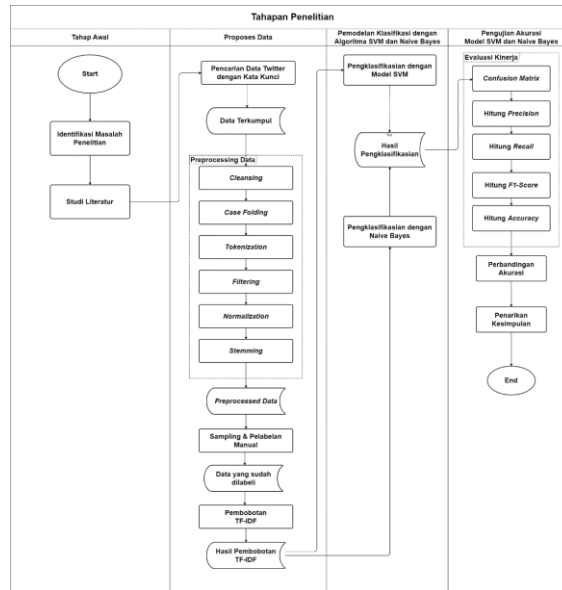 Tahapan Penelitian
Tahap Awal
Proposes Data
Pemodelan Klasifikasi dengan
Algoritma SVM dan Naive Bayes
Pengujian Akurasi
Model SVM dan Naive Bayes
Start
Identifikasi Masalah
Penelitian
Studi Literatur
Pencarian Data Twitter
dengan Kata Kunci
Data Terkumpul
Preprocessing Data
Cleansing
Case Folding
Tokenization
Filtering
Normalization
Stemming
Preprocessed Data
Sampling & Pelabelan
Manual
Data yang sudah
dilabeli
Pembobotan
TF-IDF
Hasil Pembobotan
TF-IDF
Pengklasifikasian dengan
Model SVM
Hasil
Pengklasifikasian
Pengklasifikasian dengan
Naive Bayes
Evaluasi Kinerja
Confusion Matrix
Hitung Precision
Hitung Recall
Hitung F1-Score
Hitung Accuracy
Perbandingan
Akurasi
Penarikan
Kesimpulan
End